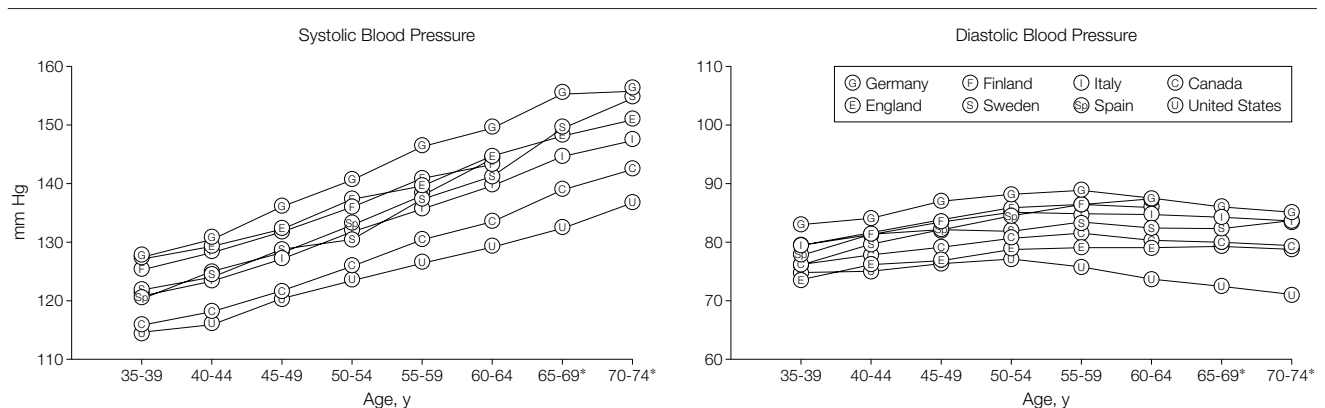 Systolic Blood Pressure
160
150
140
130
120
110
mm Hg
35-39
40-44
45-49
50-54
55-59
60-64
65-69*
70-74*
Age, y
Diastolic Blood Pressure
110
100
90
80
70
60
G Germany
F Finland
I Italy
C Canada
E England
S Sweden
Sp Spain
U United States
35-39
40-44
45-49
50-54
55-59
60-64
65-69*
70-74*
Age, y